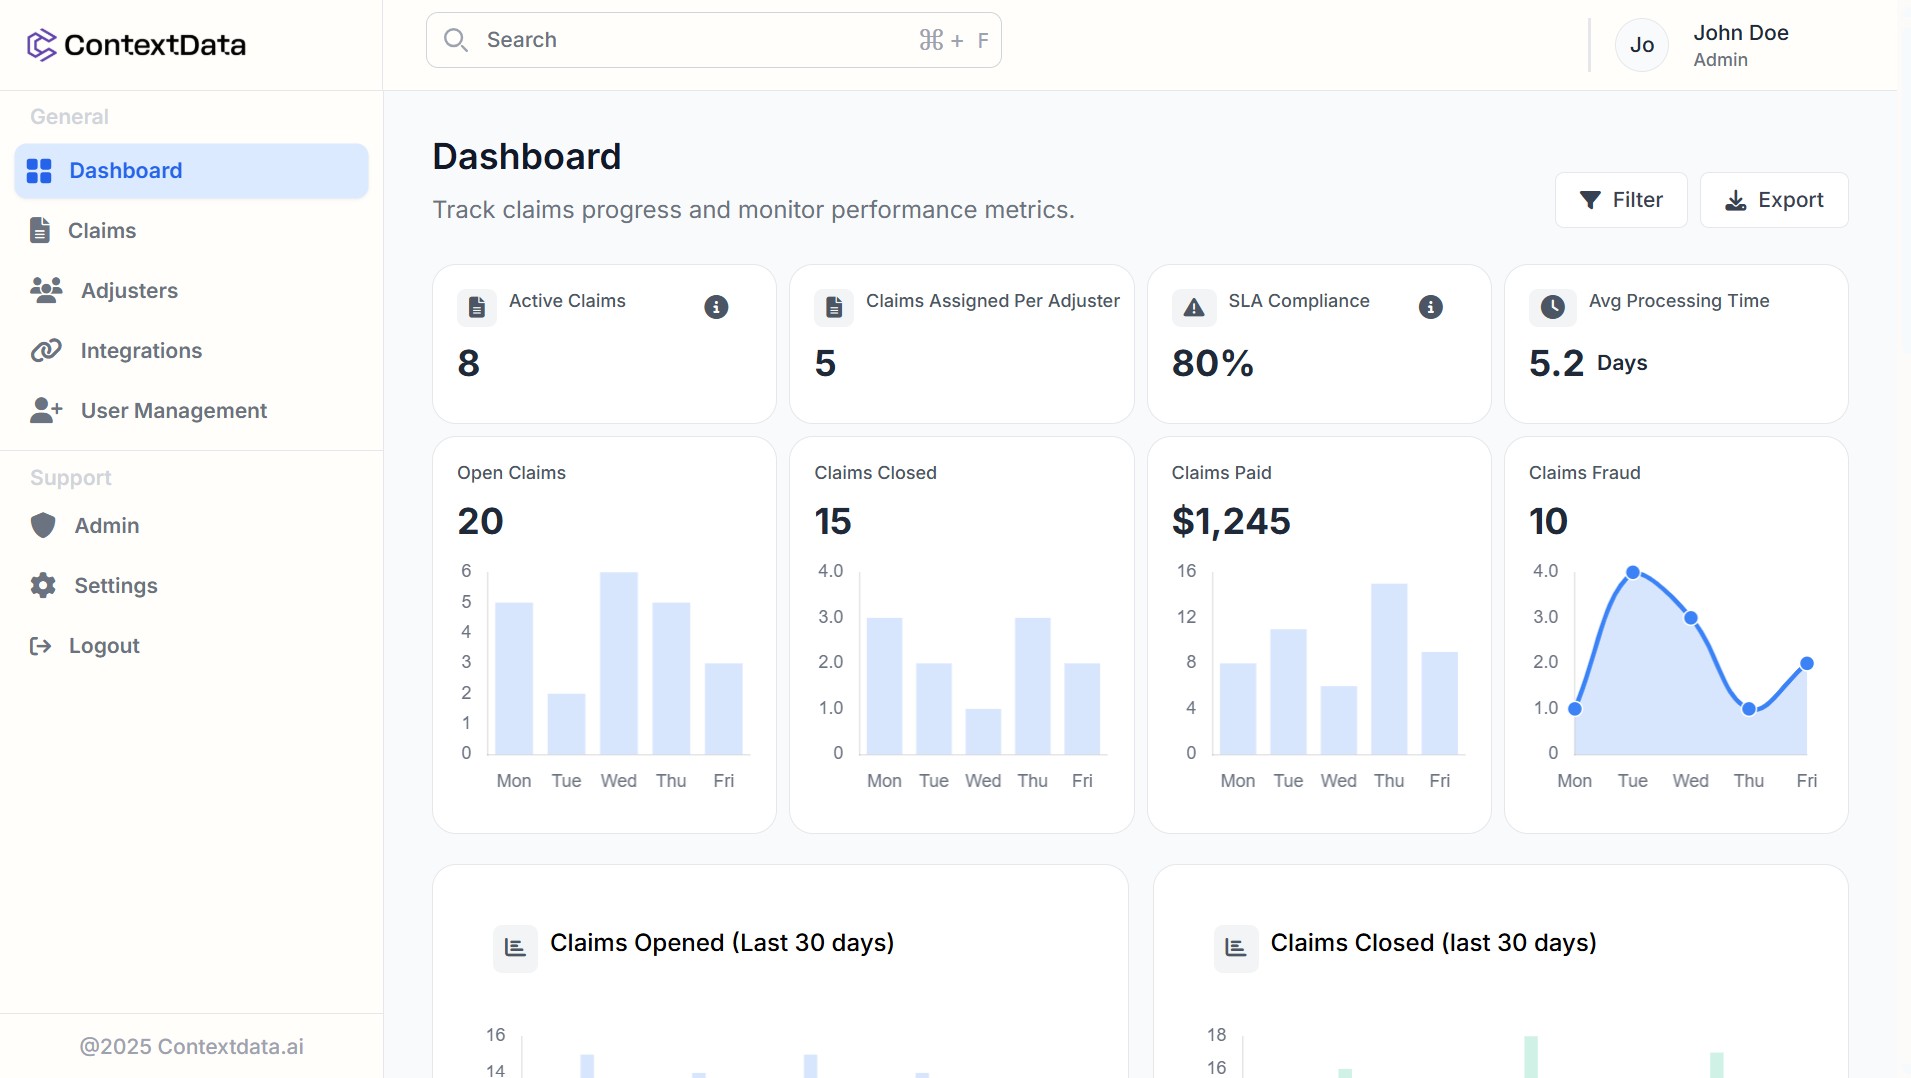 ContextData
Search
⌘ + F
Jo
John Doe
Admin
General
Dashboard
Claims
Adjusters
Integrations
User Management
Support
Admin
Settings
Logout
@2025 Contextdata.ai
Dashboard
Track claims progress and monitor performance metrics.
Filter
Export
Active Claims
8
Claims Assigned Per Adjuster
5
SLA Compliance
80%
Avg Processing Time
5.2 Days
Open Claims
20
6
5
4
3
2
1
0
Mon Tue Wed Thu Fri
Claims Closed
15
4.0
3.0
2.0
1.0
0
Mon Tue Wed Thu Fri
Claims Paid
$1,245
16
12
8
4
0
Mon Tue Wed Thu Fri
Claims Fraud
10
4.0
3.0
2.0
1.0
0
Mon Tue Wed Thu Fri
Claims Opened (Last 30 days)
16
14
Claims Closed (last 30 days)
18
16